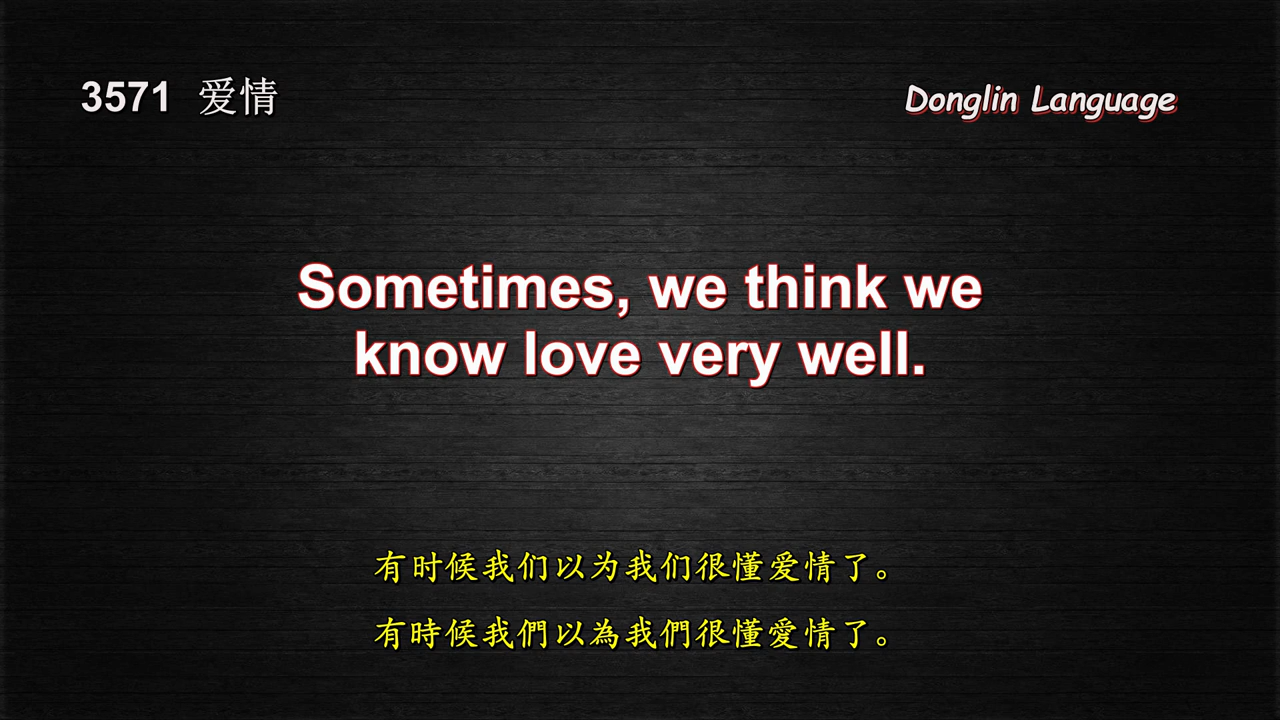 3571 爱情
Donglin Language
Sometimes, we think we
know love very well.
有时候我们以为我们很懂爱情了。
有時候我們以為我們很懂愛情了。